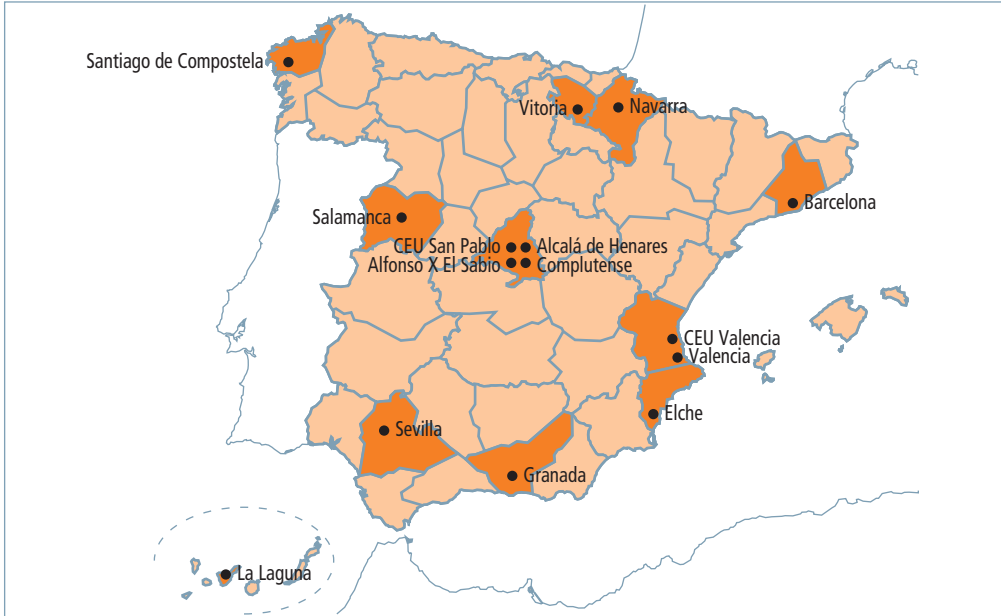 Santiago de Compostela
Vitoria
Navarra
Barcelona
Salamanca
CEU San Pablo
Alcalá de Henares
Alfonso X El Sabio
Complutense
CEU Valencia
Valencia
Elche
Sevilla
Granada
La Laguna